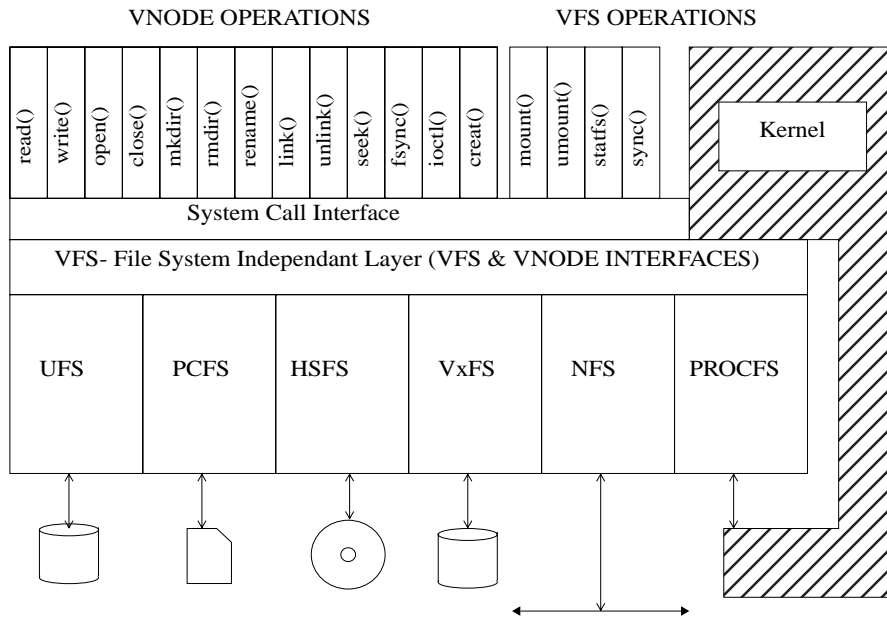 VNODE OPERATIONS
VFS OPERATIONS
read()
write()
open()
close()
mkdir()
rmdir()
rename()
link()
unlink()
seek()
fsync()
ioctl()
creat()
mount()
umount()
statfs()
sync()
Kernel
System Call Interface
VFS- File System Independant Layer (VFS & VNODE INTERFACES)
UFS
PCFS
HSFS
VxFS
NFS
PROCFS